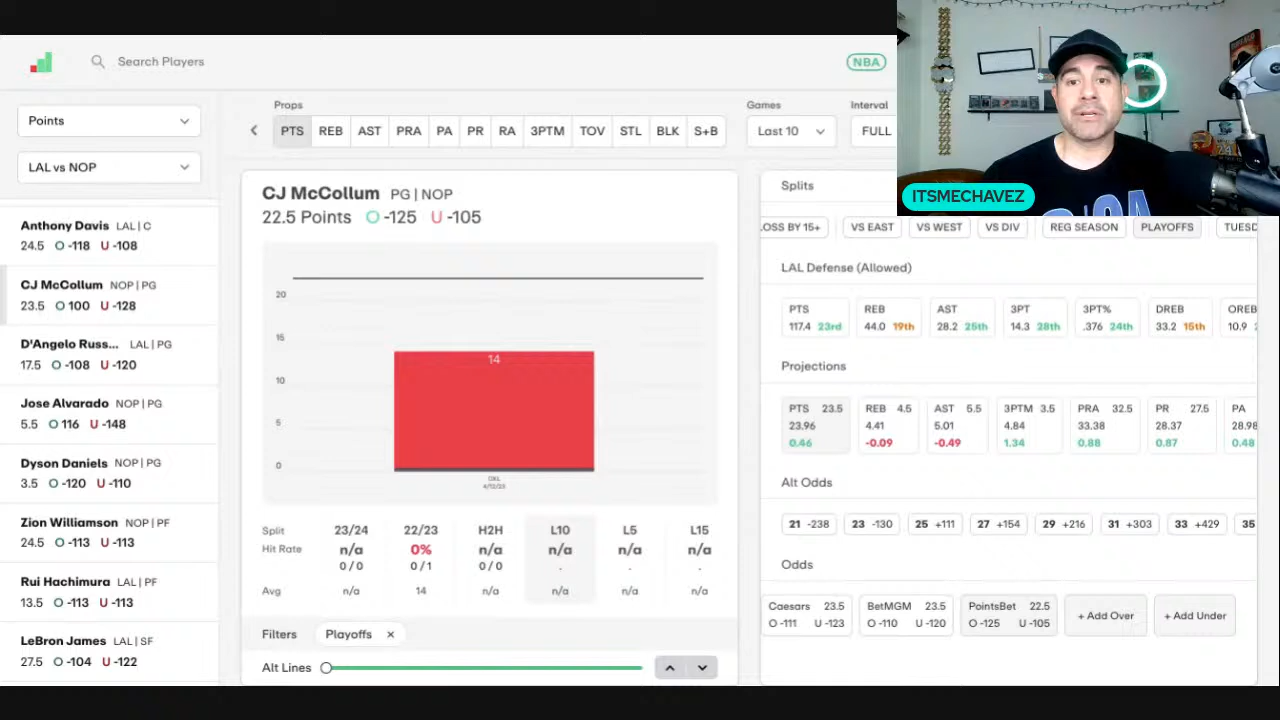 Search Players
NBA
ITSMECHAVEZ
Points
LAL vs NOP
Props
Games
Interval
PTS REB AST PRA PA PR RA 3PTM TOV STL BLK S+B
Last 10
FULL
Anthony Davis LAL | C
24.5 O -118 U -108
CJ McCollum NOP | PG
23.5 O 100 U -128
D'Angelo Russ... LAL | PG
17.5 O -108 U -120
Jose Alvarado NOP | PG
5.5 O 116 U -148
Dyson Daniels NOP | PG
3.5 O -120 U -110
Zion Williamson NOP | PF
24.5 O -113 U -113
Rui Hachimura LAL | PF
13.5 O -113 U -113
LeBron James LAL | SF
27.5 O -104 U -122
CJ McCollum PG | NOP
22.5 Points O -125 U -105
20
15
10
5
0
14
OKL
4/12/23
Split 23/24 22/23 H2H L10 L5 L15
Hit Rate n/a 0% n/a n/a n/a n/a
0 / 0 0 / 1 0 / 0 - - -
Avg n/a 14 n/a n/a n/a n/a
Filters Playoffs ×
Alt Lines
Splits
LOSS BY 15+ VS EAST VS WEST VS DIV REG SEASON PLAYOFFS TUESD
LAL Defense (Allowed)
PTS REB AST 3PT 3PT% DREB OREB
117.4 23rd 44.0 19th 28.2 25th 14.3 28th .376 24th 33.2 15th 10.9
Projections
PTS 23.5 REB 4.5 AST 5.5 3PTM 3.5 PRA 32.5 PR 27.5 PA
23.96 4.41 5.01 4.84 33.38 28.37 28.98
0.46 -0.09 -0.49 1.34 0.88 0.87 0.48
Alt Odds
21 -238 23 -130 25 +111 27 +154 29 +216 31 +303 33 +429 35
Odds
Caesars 23.5 BetMGM 23.5 PointsBet 22.5 + Add Over + Add Under
O -111 U -123 O -110 U -120 O -125 U -105